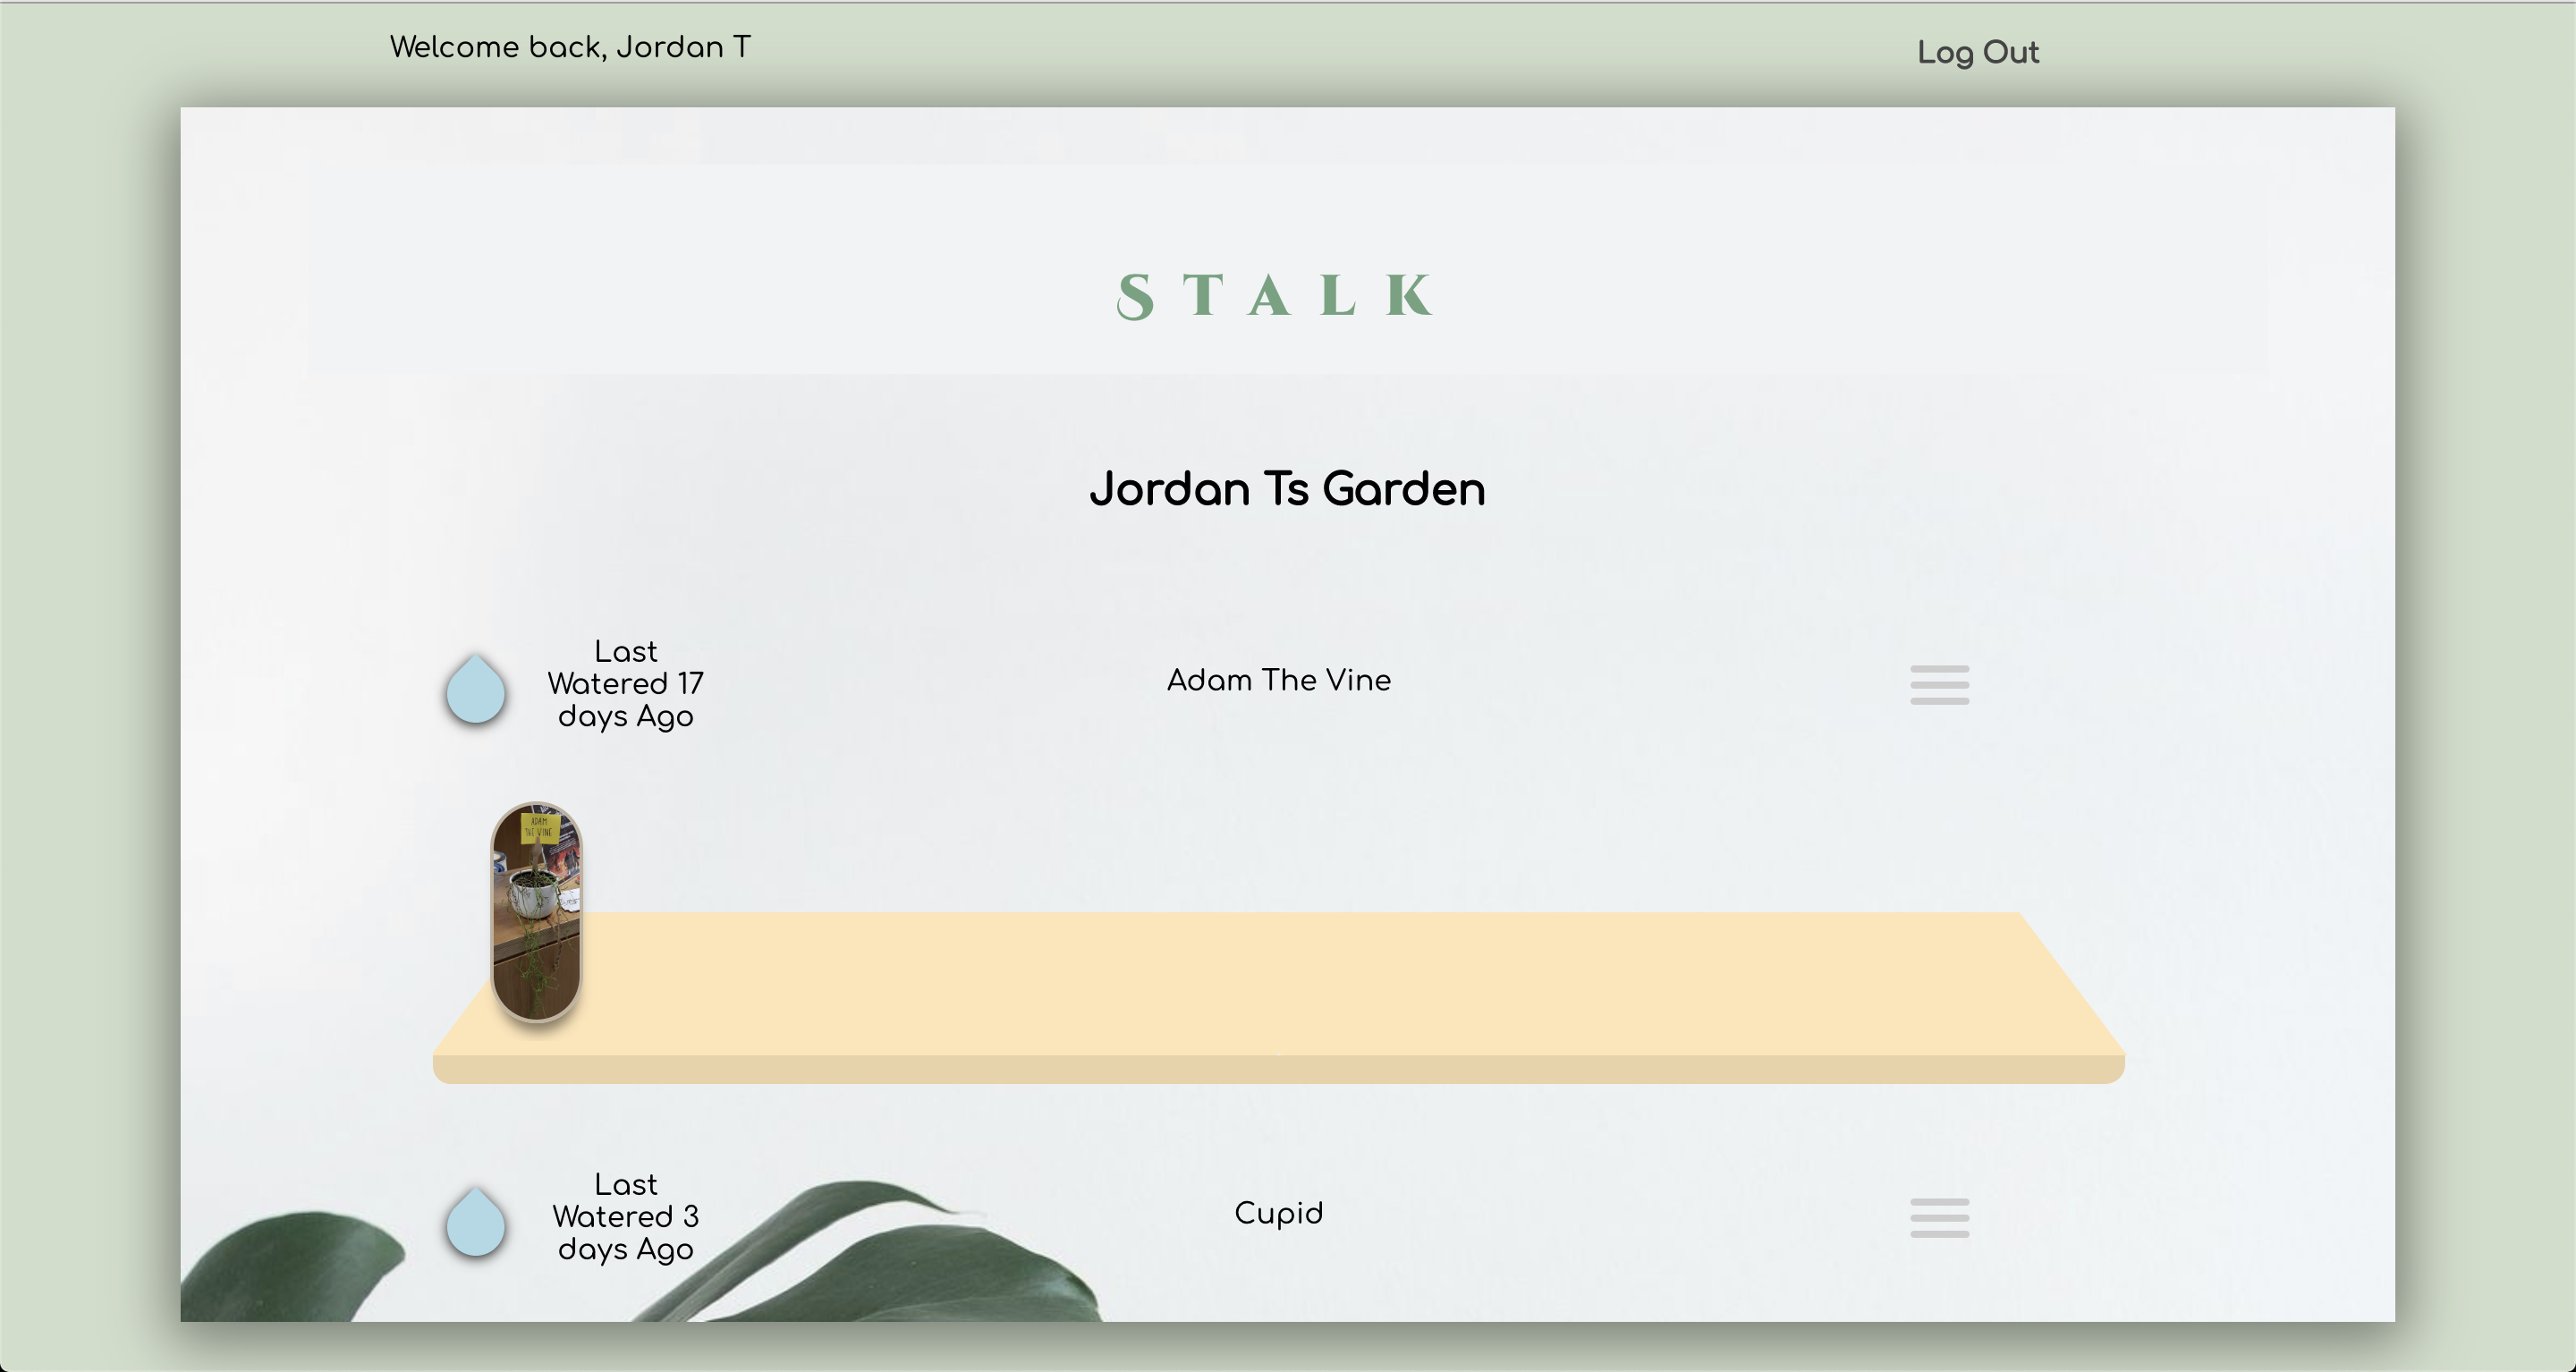 Welcome back, Jordan T
Log Out
STALK
Jordan Ts Garden
Last
Watered 17
days Ago
Adam The Vine
ADAM
THE VINE
Last
Watered 3
days Ago
Cupid